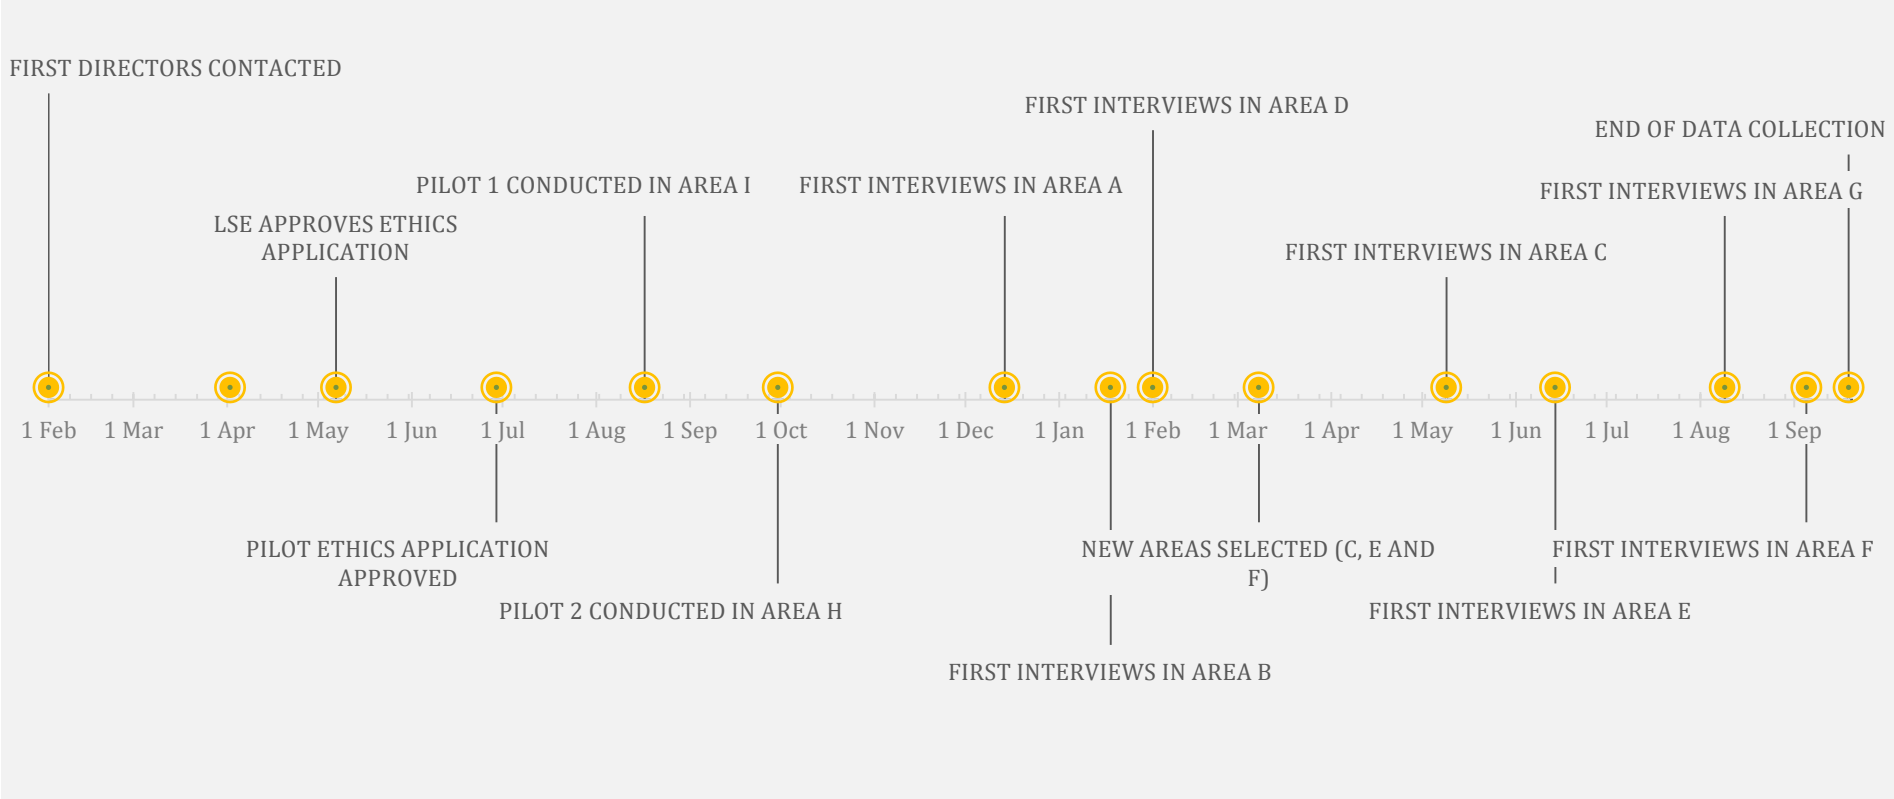 FIRST DIRECTORS CONTACTED
FIRST INTERVIEWS IN AREA D
END OF DATA COLLECTION
PILOT 1 CONDUCTED IN AREA I
FIRST INTERVIEWS IN AREA A
FIRST INTERVIEWS IN AREA G
LSE APPROVES ETHICS
APPLICATION
FIRST INTERVIEWS IN AREA C
1 Feb 1 Mar 1 Apr 1 May 1 Jun 1 Jul 1 Aug 1 Sep 1 Oct 1 Nov 1 Dec 1 Jan 1 Feb 1 Mar 1 Apr 1 May 1 Jun 1 Jul 1 Aug 1 Sep
PILOT ETHICS APPLICATION
APPROVED
NEW AREAS SELECTED (C, E AND
F)
FIRST INTERVIEWS IN AREA F
PILOT 2 CONDUCTED IN AREA H
FIRST INTERVIEWS IN AREA E
FIRST INTERVIEWS IN AREA B